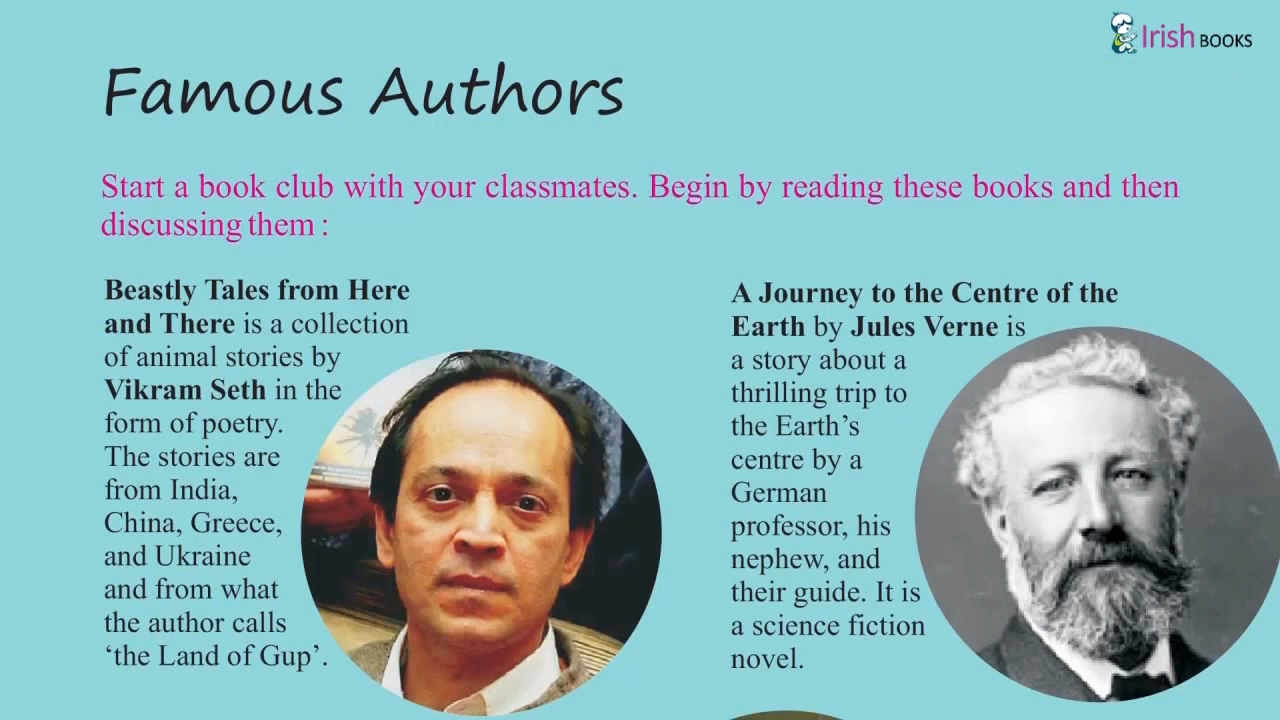 Irish BOOKS
Famous Authors
Start a book club with your classmates. Begin by reading these books and then
discussing them :
Beastly Tales from Here
and There is a collection
of animal stories by
Vikram Seth in the
form of poetry.
The stories are
from India,
China, Greece,
and Ukraine
and from what
the author calls
‘the Land of Gup’.
A Journey to the Centre of the
Earth by Jules Verne is
a story about a
thrilling trip to
the Earth’s
centre by a
German
professor, his
nephew, and
their guide. It is
a science fiction
novel.